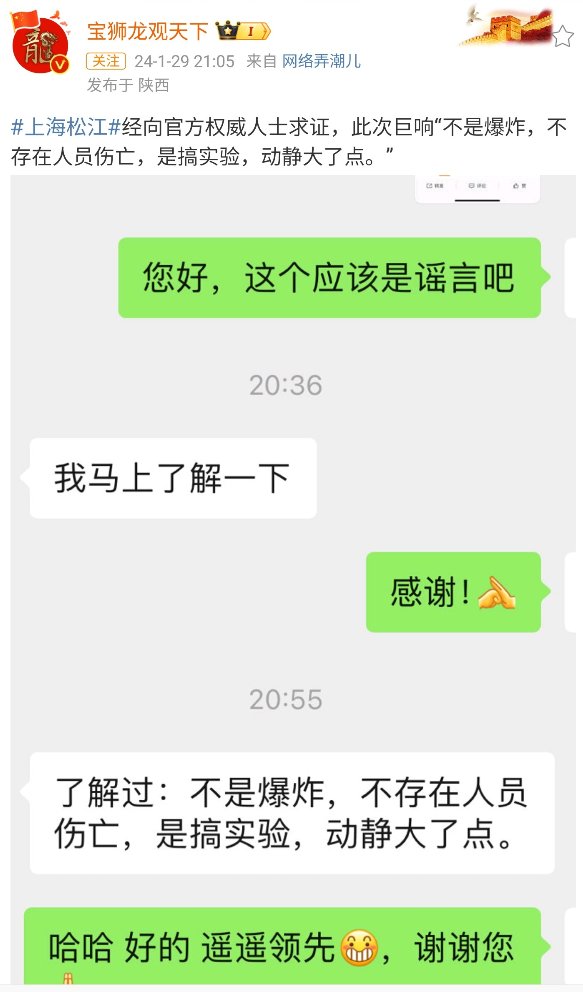 宝狮龙观天下 I
关注 24-1-29 21:05 来自 网络弄潮儿
发布于 陕西
#上海松江#经向官方权威人士求证，此次巨响“不是爆炸，不
存在人员伤亡，是搞实验，动静大了点。”
转发 评论 赞
您好，这个应该是谣言吧
20:36
我马上了解一下
感谢！
20:55
了解过：不是爆炸，不存在人员
伤亡，是搞实验，动静大了点。
哈哈 好的 遥遥领先😁，谢谢您